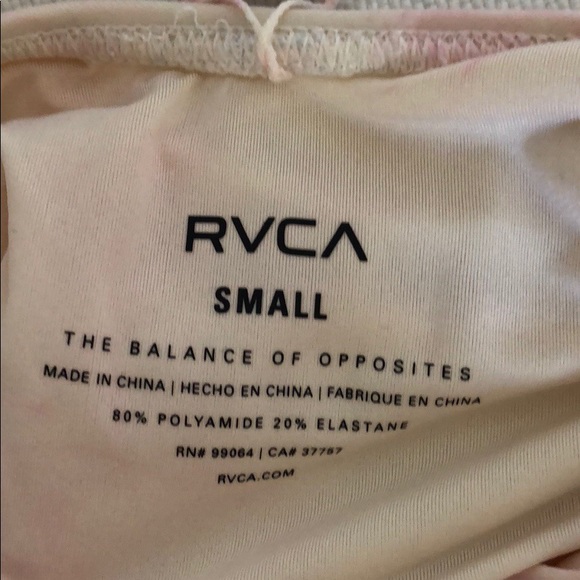 RVCA
SMALL
THE BALANCE OF OPPOSITES
MADE IN CHINA | HECHO EN CHINA | FABRIQUE EN CHINA
80% POLYAMIDE 20% ELASTANE
RN# 99064 | CA# 37757
RVCA.COM